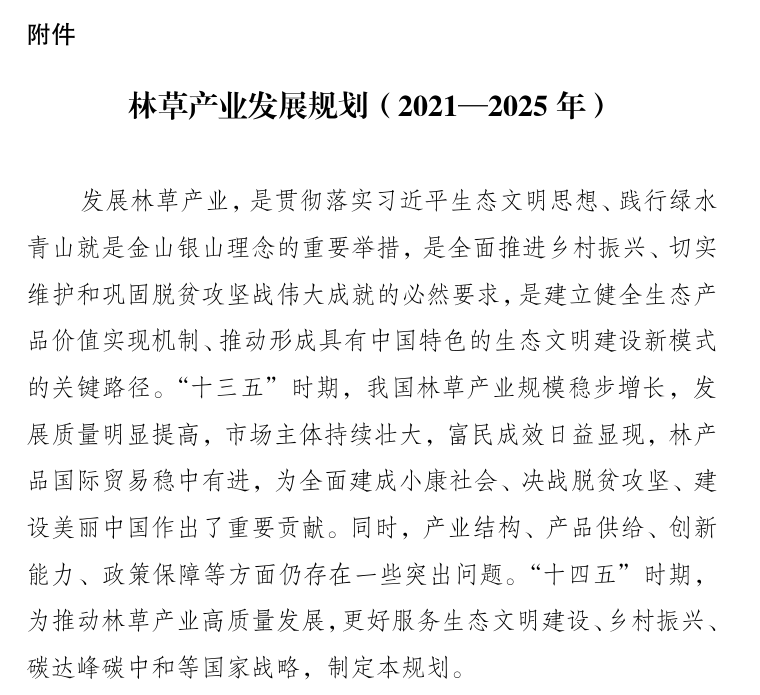 附件
林草产业发展规划（2021—2025 年）
发展林草产业，是贯彻落实习近平生态文明思想、践行绿水
青山就是金山银山理念的重要举措，是全面推进乡村振兴、切实
维护和巩固脱贫攻坚战伟大成就的必然要求，是建立健全生态产
品价值实现机制、推动形成具有中国特色的生态文明建设新模式
的关键路径。“十三五”时期，我国林草产业规模稳步增长，发
展质量明显提高，市场主体持续壮大，富民成效日益显现，林产
品国际贸易稳中有进，为全面建成小康社会、决战脱贫攻坚、建
设美丽中国作出了重要贡献。同时，产业结构、产品供给、创新
能力、政策保障等方面仍存在一些突出问题。“十四五”时期，
为推动林草产业高质量发展，更好服务生态文明建设、乡村振兴、
碳达峰碳中和等国家战略，制定本规划。